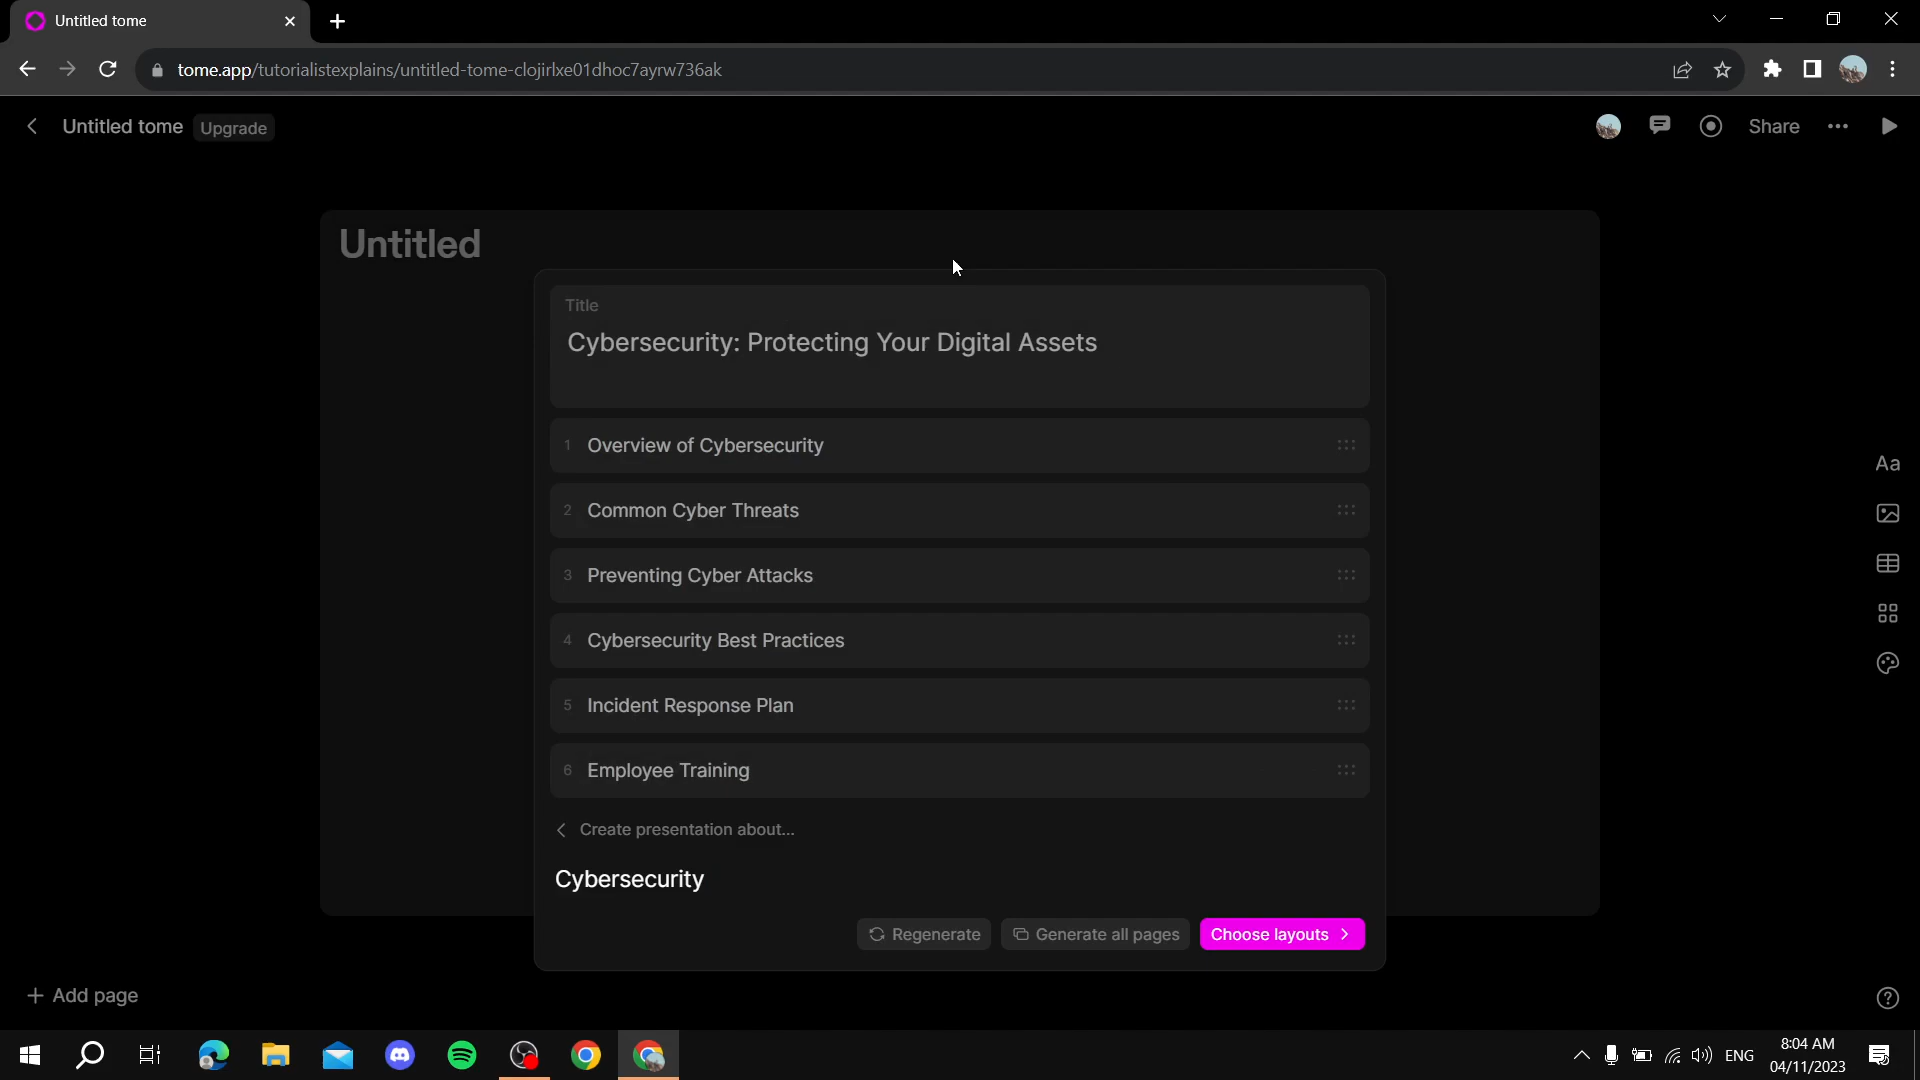 Untitled tome
tome.app/tutorialistexplains/untitled-tome-clojirlxe01dhoc7ayrw736ak
Untitled tome Upgrade
Share
Untitled
Title
Cybersecurity: Protecting Your Digital Assets
1 Overview of Cybersecurity
2 Common Cyber Threats
3 Preventing Cyber Attacks
4 Cybersecurity Best Practices
5 Incident Response Plan
6 Employee Training
Create presentation about...
Cybersecurity
Regenerate Generate all pages Choose layouts
Aa
+ Add page
ENG
8:04 AM
04/11/2023